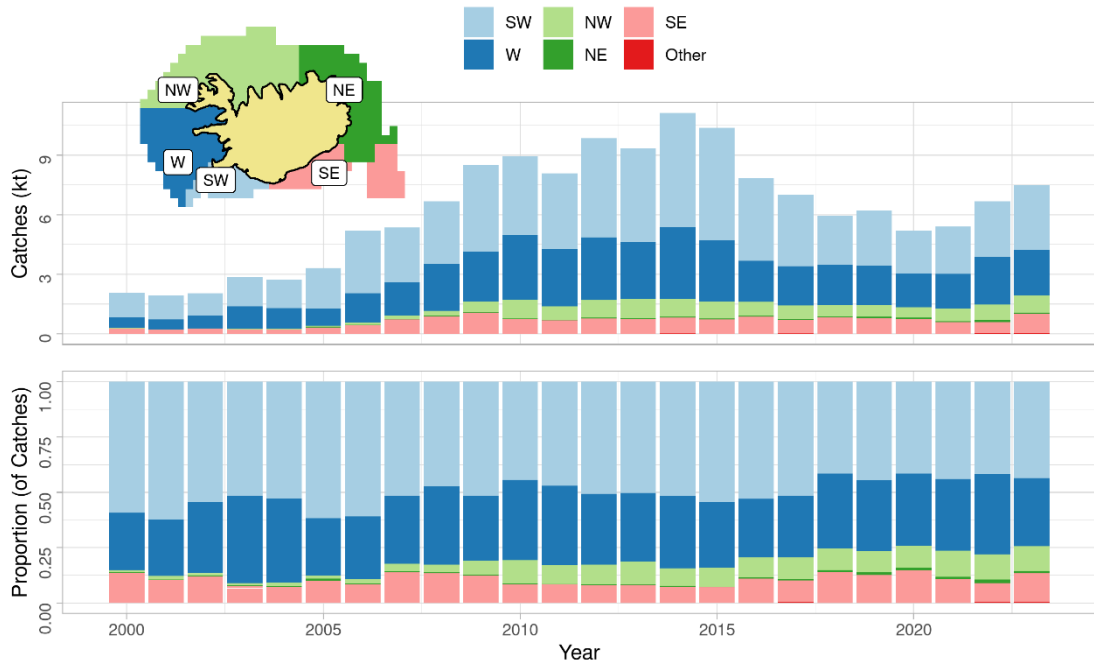 SW NW SE
W NE Other
NW
NE
W
SW
SE
Catches (kt)
9
6
3
0
Proportion (of Catches)
1.00
0.75
0.50
0.25
0.00
2000 2005 2010 2015 2020
Year